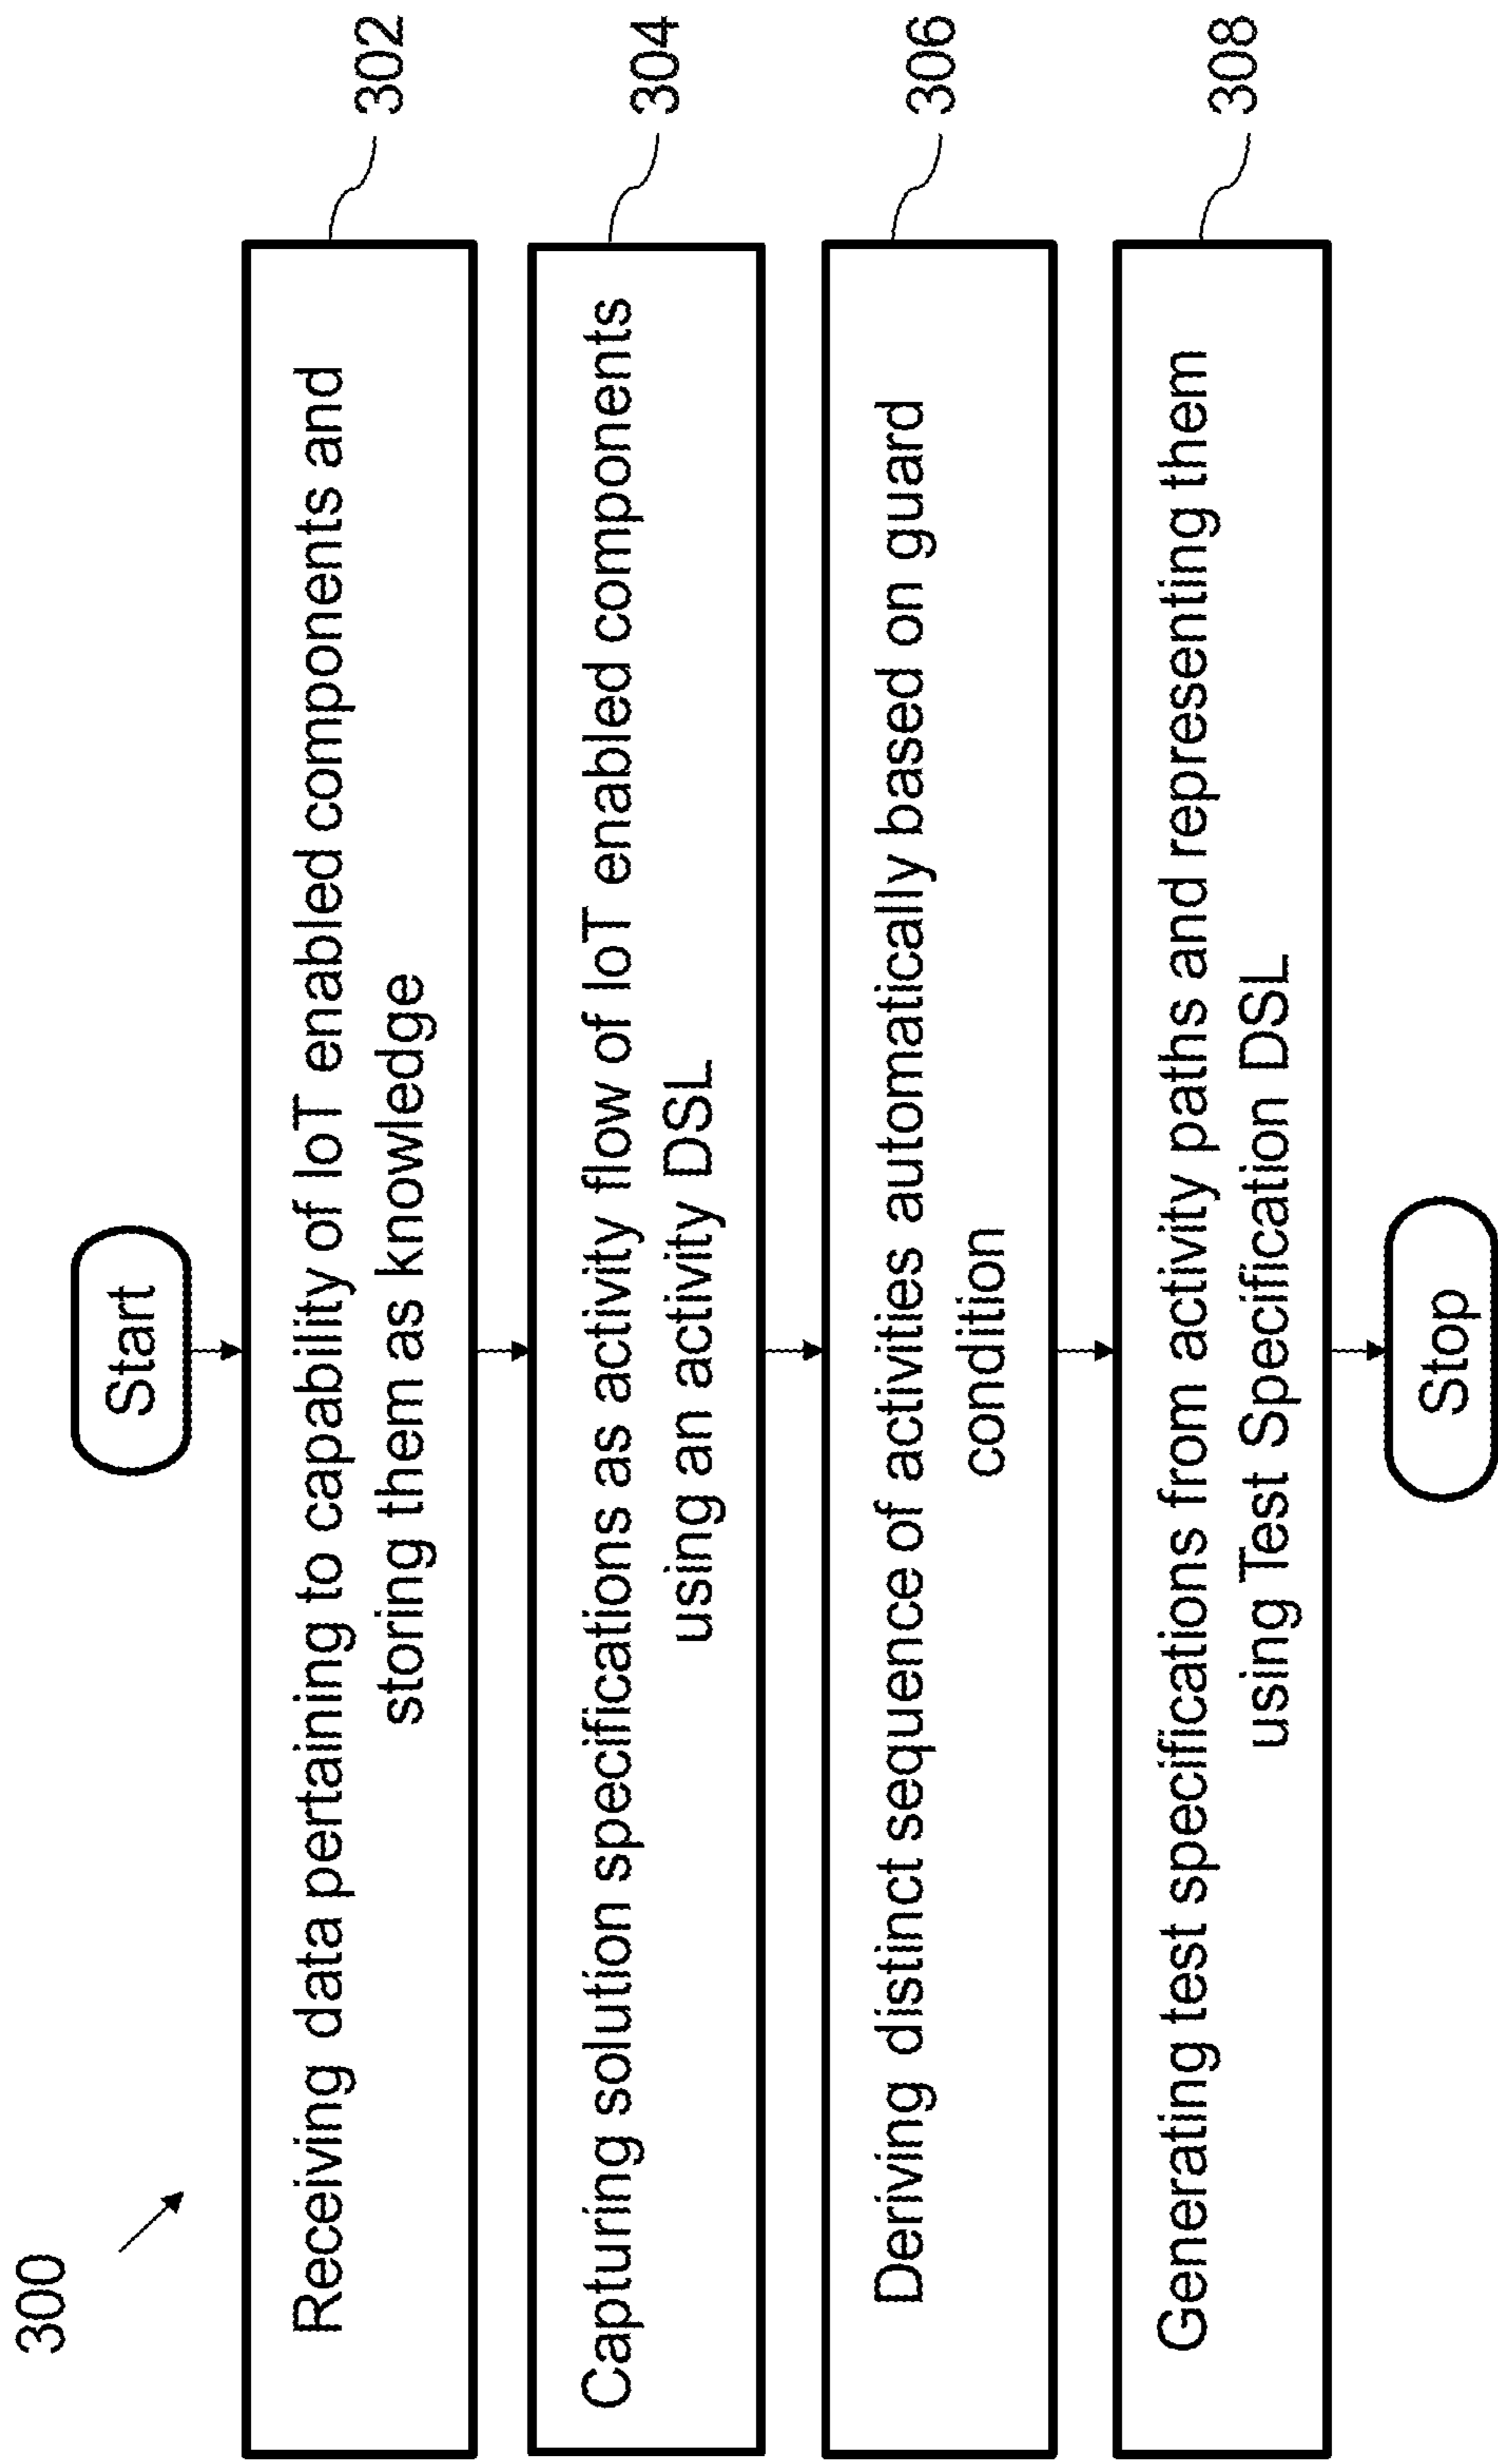 300
Start
Receiving data pertaining to capability of IoT enabled components and
storing them as knowledge
302
Capturing solution specifications as activity flow of IoT enabled components
using an activity DSL
304
Deriving distinct sequence of activities automatically based on guard
condition
306
Generating test specifications from activity paths and representing them
using Test Specification DSL
308
Stop